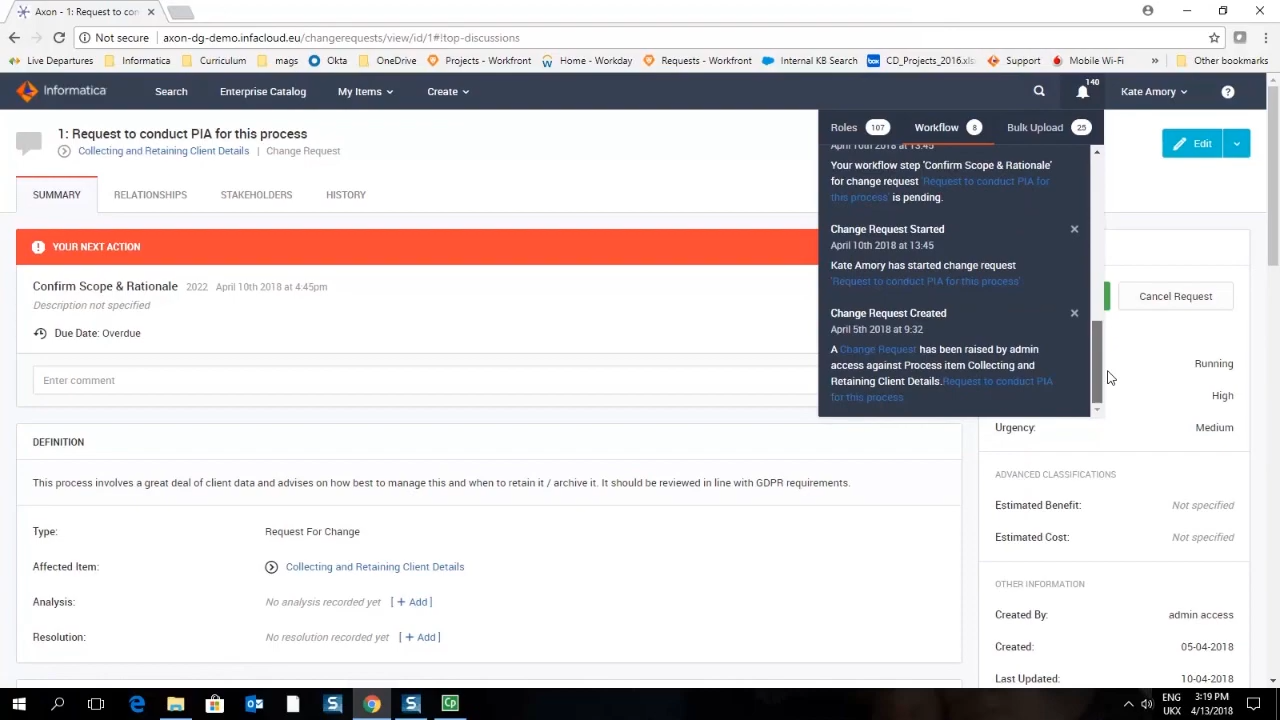 Axon - 1: Request to con
Not secure | axon-dg-demo.infacloud.eu/changerequests/view/id/1#!top-discussions
Live Departures
Informatica
Curriculum
mags
Okta
OneDrive
Projects - Workfront
Home - Workday
Requests - Workfront
Internal KB Search
CD_Projects_2016.xls
Support
Mobile Wi-Fi
»
Other bookmarks
Informatica
Search
Enterprise Catalog
My Items
Create
140
Kate Amory
?
1: Request to conduct PIA for this process
Collecting and Retaining Client Details | Change Request
Roles 107
Workflow 8
Bulk Upload 25
Edit
SUMMARY
RELATIONSHIPS
STAKEHOLDERS
HISTORY
April 10th 2018 at 13:45
Your workflow step 'Confirm Scope & Rationale'
for change request 'Request to conduct PIA for
this process' is pending.
Change Request Started
April 10th 2018 at 13:45
Kate Amory has started change request
'Request to conduct PIA for this process'.
Change Request Created
April 5th 2018 at 9:32
A Change Request has been raised by admin
access against Process item Collecting and
Retaining Client Details.Request to conduct PIA
for this process
YOUR NEXT ACTION
Confirm Scope & Rationale 2022 April 10th 2018 at 4:45pm
Description not specified
Due Date: Overdue
Enter comment
Cancel Request
Running
High
Urgency: Medium
DEFINITION
This process involves a great deal of client data and advises on how best to manage this and when to retain it / archive it. It should be reviewed in line with GDPR requirements.
Type: Request For Change
Affected Item: Collecting and Retaining Client Details
Analysis: No analysis recorded yet [ + Add ]
Resolution: No resolution recorded yet [ + Add ]
ADVANCED CLASSIFICATIONS
Estimated Benefit: Not specified
Estimated Cost: Not specified
OTHER INFORMATION
Created By: admin access
Created: 05-04-2018
Last Updated: 10-04-2018
ENG
UKX
3:19 PM
4/13/2018